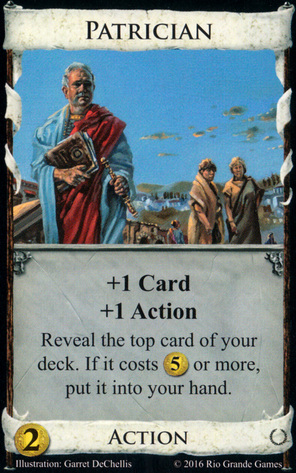 PATRICIAN
+1 Card
+1 Action
Reveal the top card of your
deck. If it costs 5 or more,
put it into your hand.
2 ACTION
Illustration: Garret DeChellis © 2016 Rio Grande Games